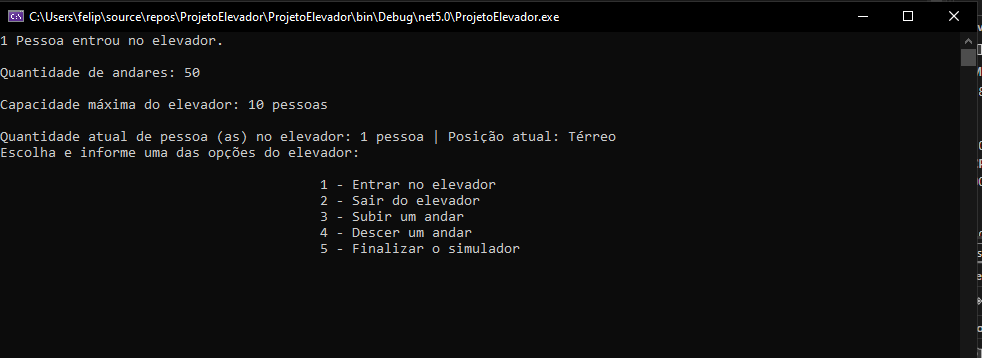 C:\Users\felip\source\repos\ProjetoElevador\ProjetoElevador\bin\Debug\net5.0\ProjetoElevador.exe
1 Pessoa entrou no elevador.
Quantidade de andares: 50
Capacidade máxima do elevador: 10 pessoas
Quantidade atual de pessoa (as) no elevador: 1 pessoa | Posição atual: Térreo
Escolha e informe uma das opções do elevador:
1 - Entrar no elevador
2 - Sair do elevador
3 - Subir um andar
4 - Descer um andar
5 - Finalizar o simulador